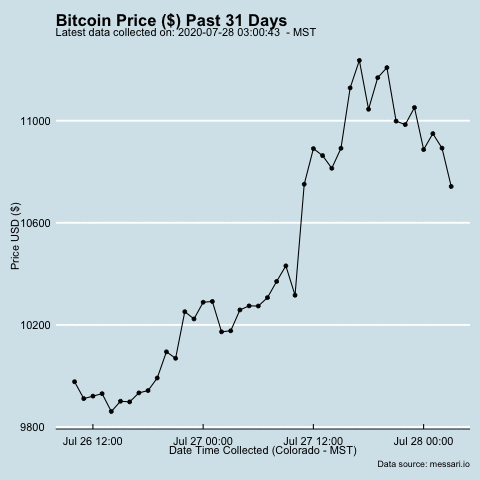 Bitcoin Price ($) Past 31 Days
Latest data collected on: 2020-07-28 03:00:43 - MST
Price USD ($)
11000
10600
10200
9800
Jul 26 12:00 Jul 27 00:00 Jul 27 12:00 Jul 28 00:00
Date Time Collected (Colorado - MST)
Data source: messari.io